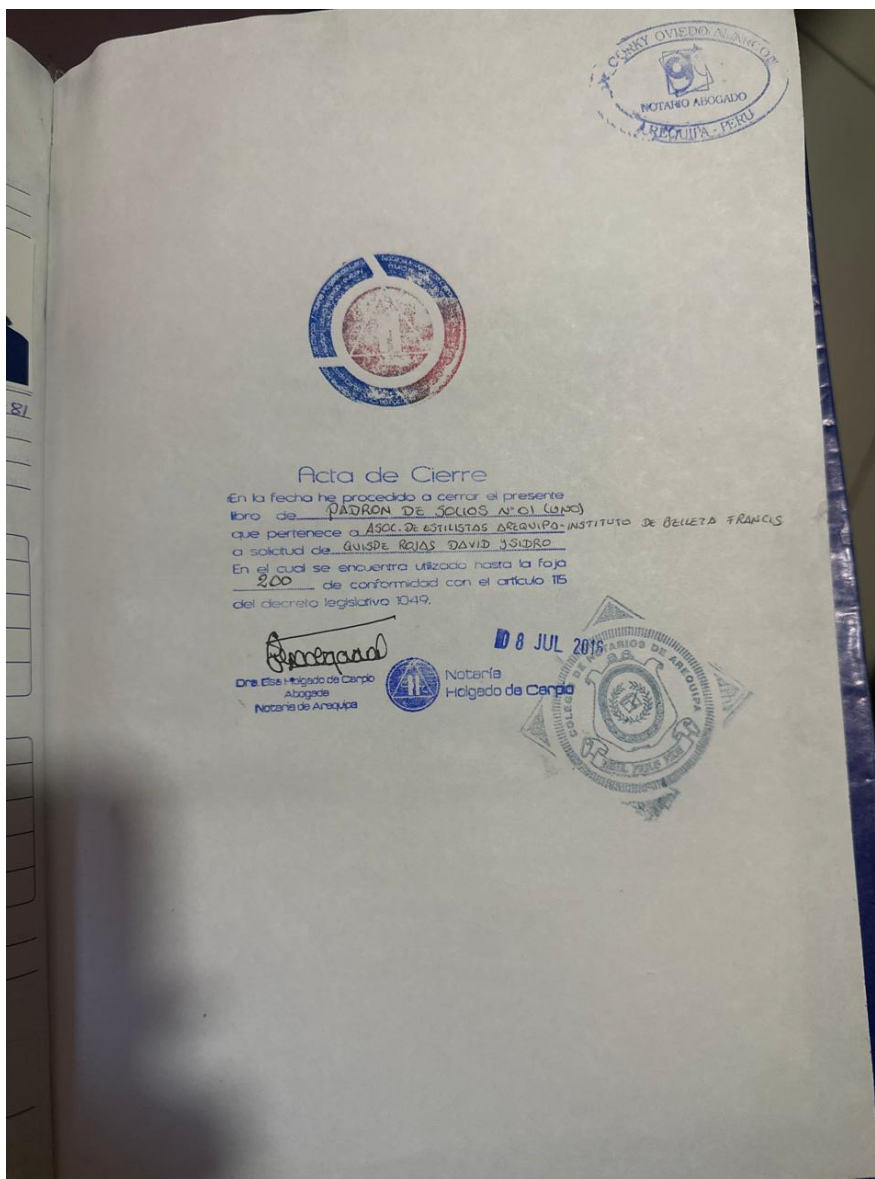 CORKY OVIEDO
NOTARIO ABOGADO
AREQUIPA - PERU
Acta de Cierre
En la fecha he procedido a cerrar el presente
libro de PADRON DE SOCIOS N° 01 (UNO)
que pertenece a ASOC. DE ESTILISTAS AREQUIPA-INSTITUTO DE BELLEZA FRANCIS
a solicitud de QUISPE ROJAS DAVID YSIDRO
En el cual se encuentra utilizado hasta la foja
200 de conformidad con el artículo 115
del decreto legislativo 1049.
08 JUL 2016
Dra. Elsa Holgado de Carpio
Abogada
Notaria de Arequipa
Notaría
Holgado de Carpio
COLEGIO DE NOTARIOS DE AREQUIPA
81